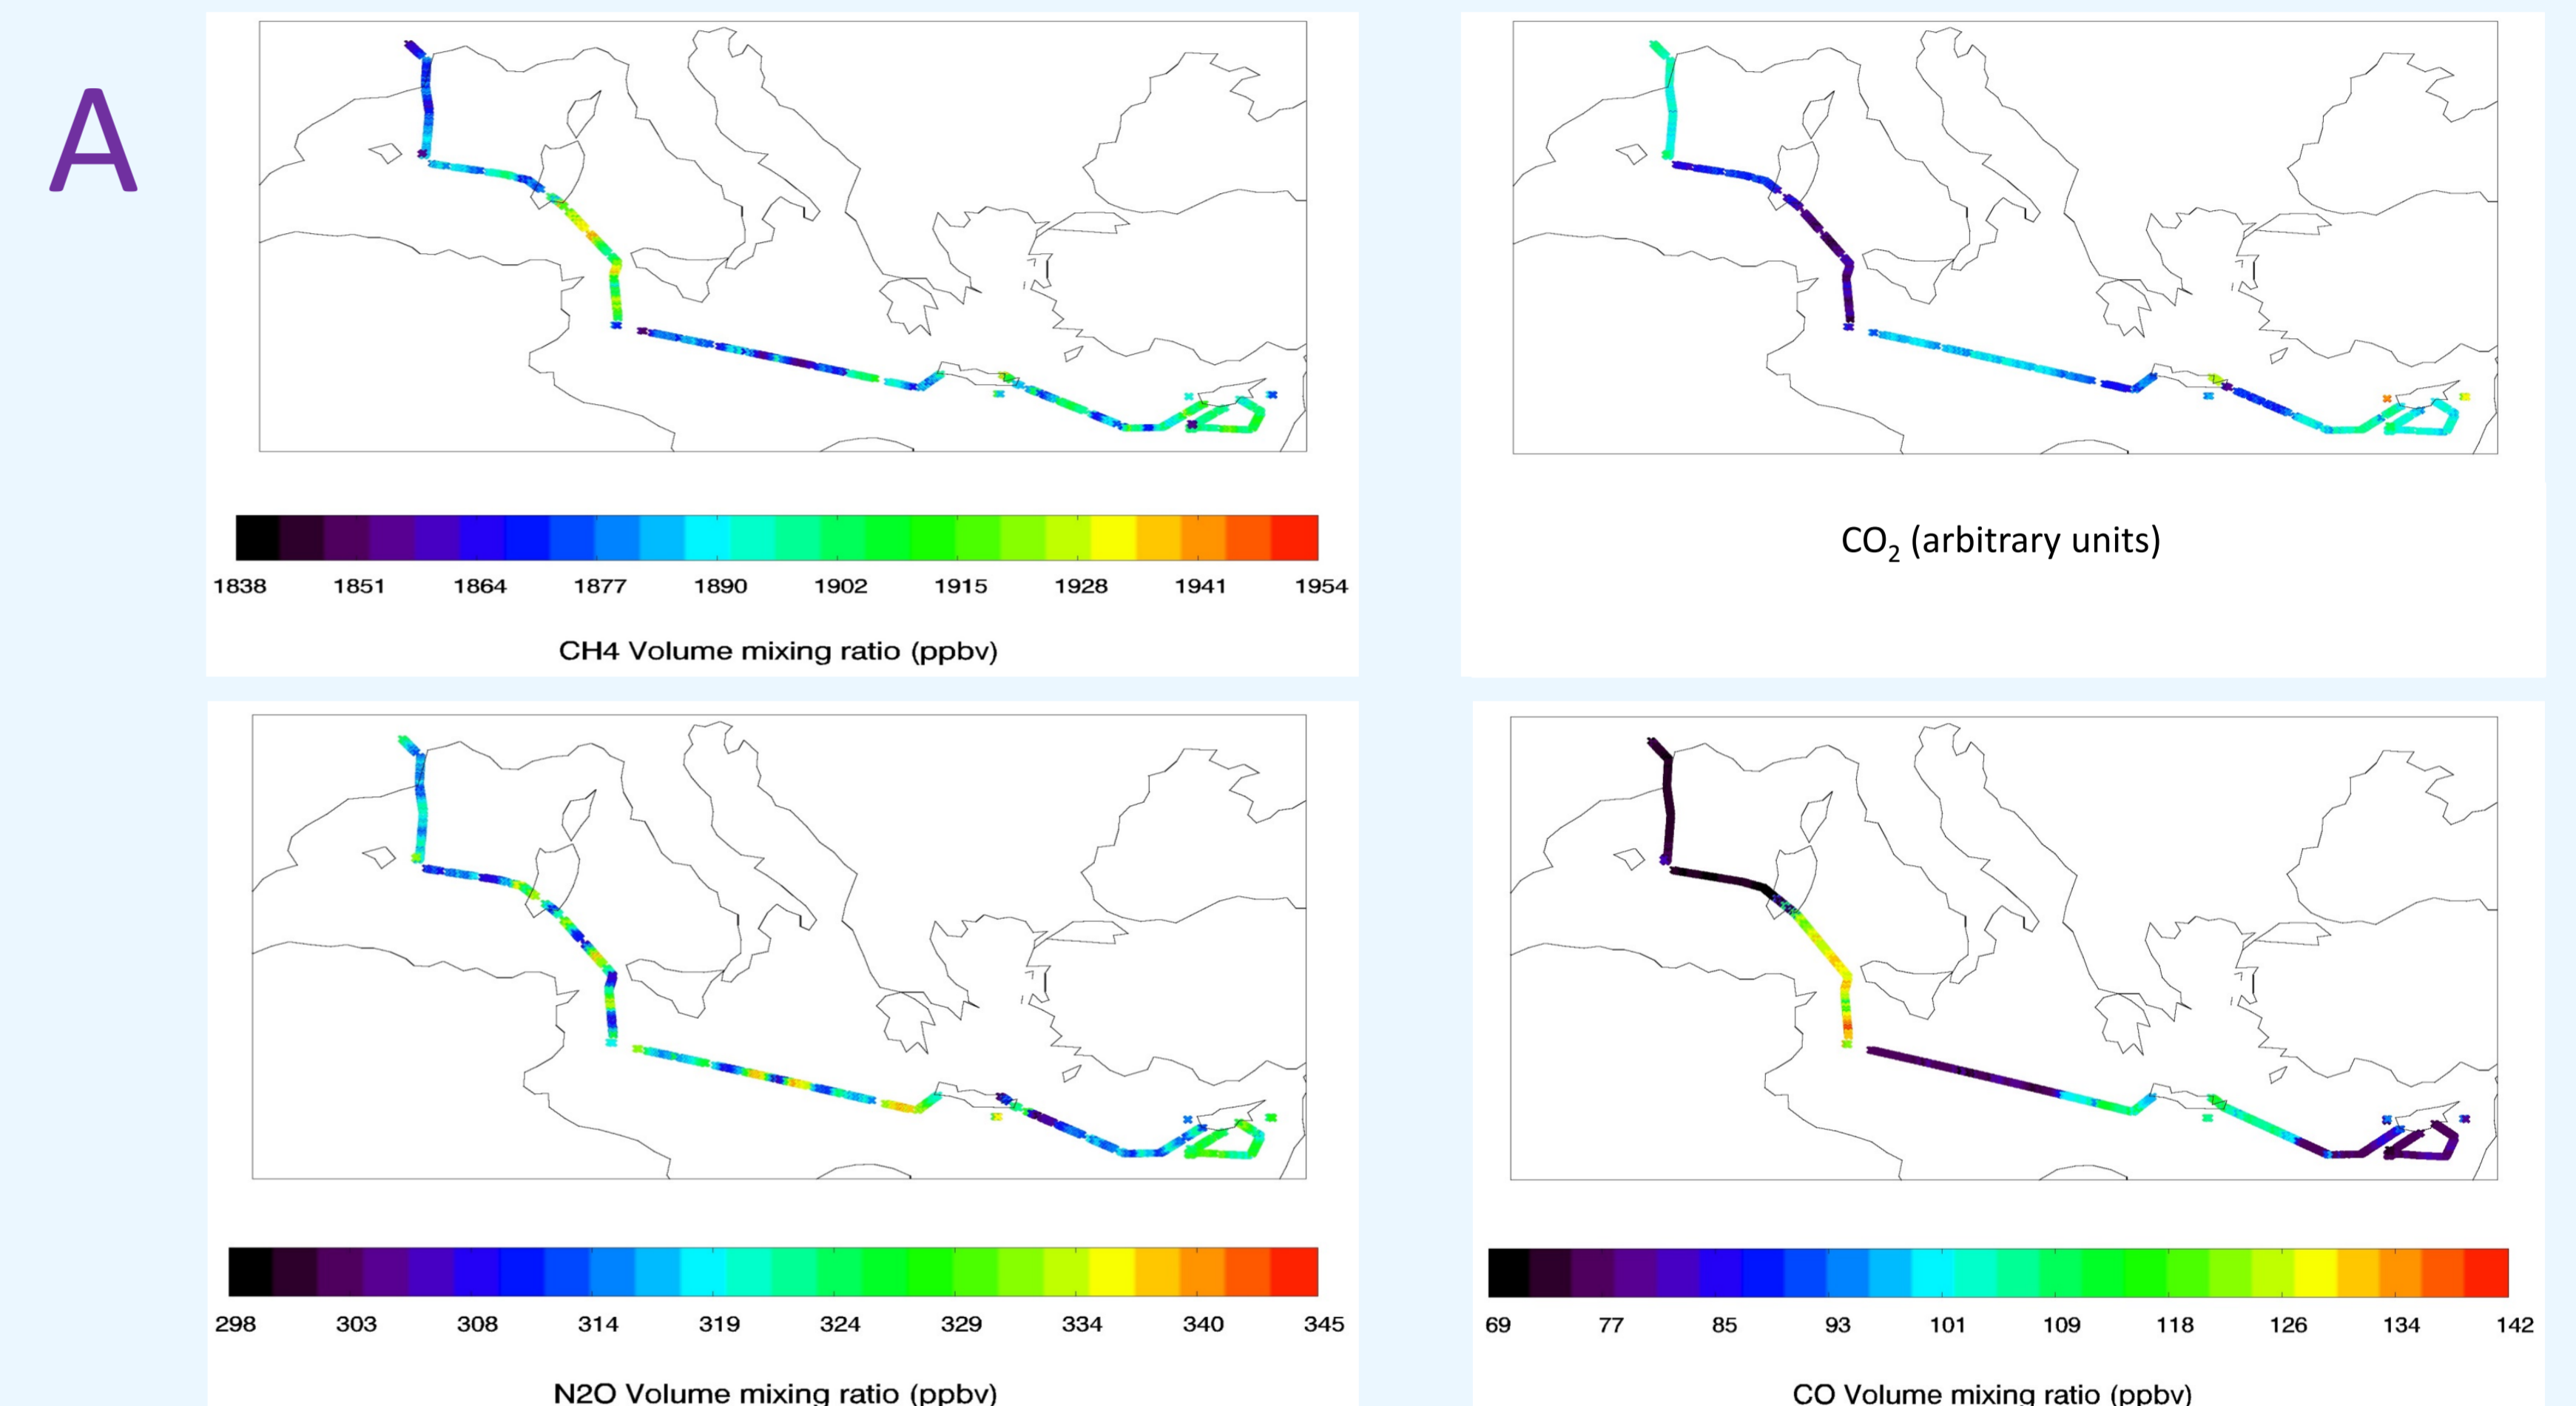 A
1838 1851 1864 1877 1890 1902 1915 1928 1941 1954
CH4 Volume mixing ratio (ppbv)
CO₂ (arbitrary units)
298 303 308 314 319 324 329 334 340 345
N2O Volume mixing ratio (ppbv)
69 77 85 93 101 109 118 126 134 142
CO Volume mixing ratio (ppbv)